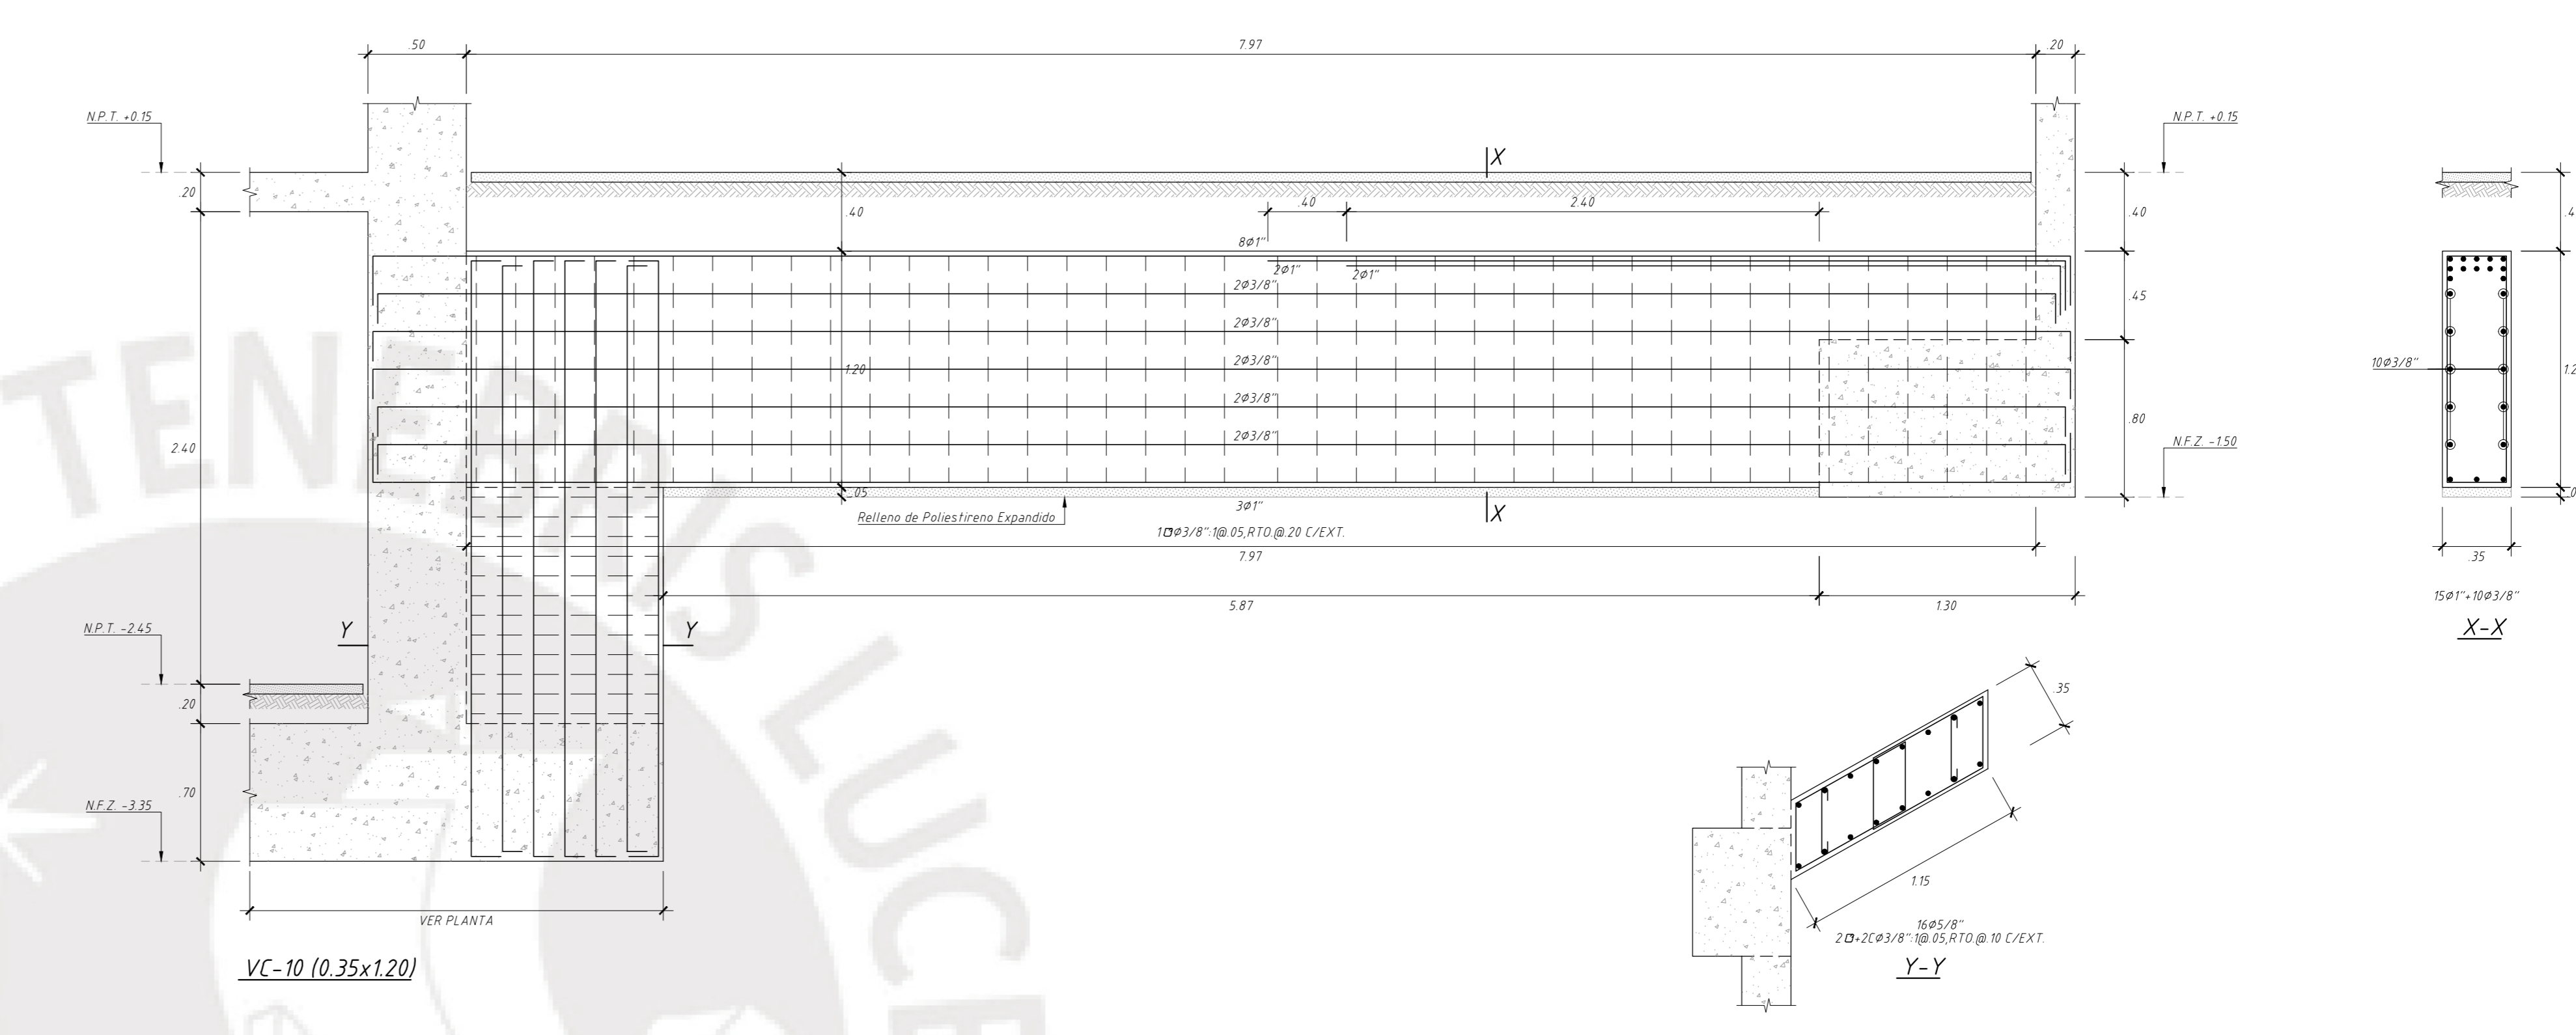 .50
7.97
.20
N.P.T. +0.15
N.P.T. +0.15
X
.20
.40
.40
2.40
.40
8Ø1"
2Ø1"
2Ø1"
2Ø3/8"
.45
2Ø3/8"
2Ø3/8"
1.20
10Ø3/8"
2Ø3/8"
.80
2Ø3/8"
2.40
N.F.Z. -1.50
.05
3Ø1"
X
Relleno de Poliestireno Expandido
Ø3/8":1@.05,RTO.@.20 C/EXT.
7.97
.35
5.87
1.30
15Ø1"+10Ø3/8"
X-X
N.P.T. -2.45
Y
Y
.20
.35
.70
N.F.Z. -3.35
1.15
VER PLANTA
16Ø5/8"
+2CØ3/8":1@.05,RTO.@.10 C/EXT.
VC-10 (0.35x1.20)
Y-Y
TENEBRIS LUCE